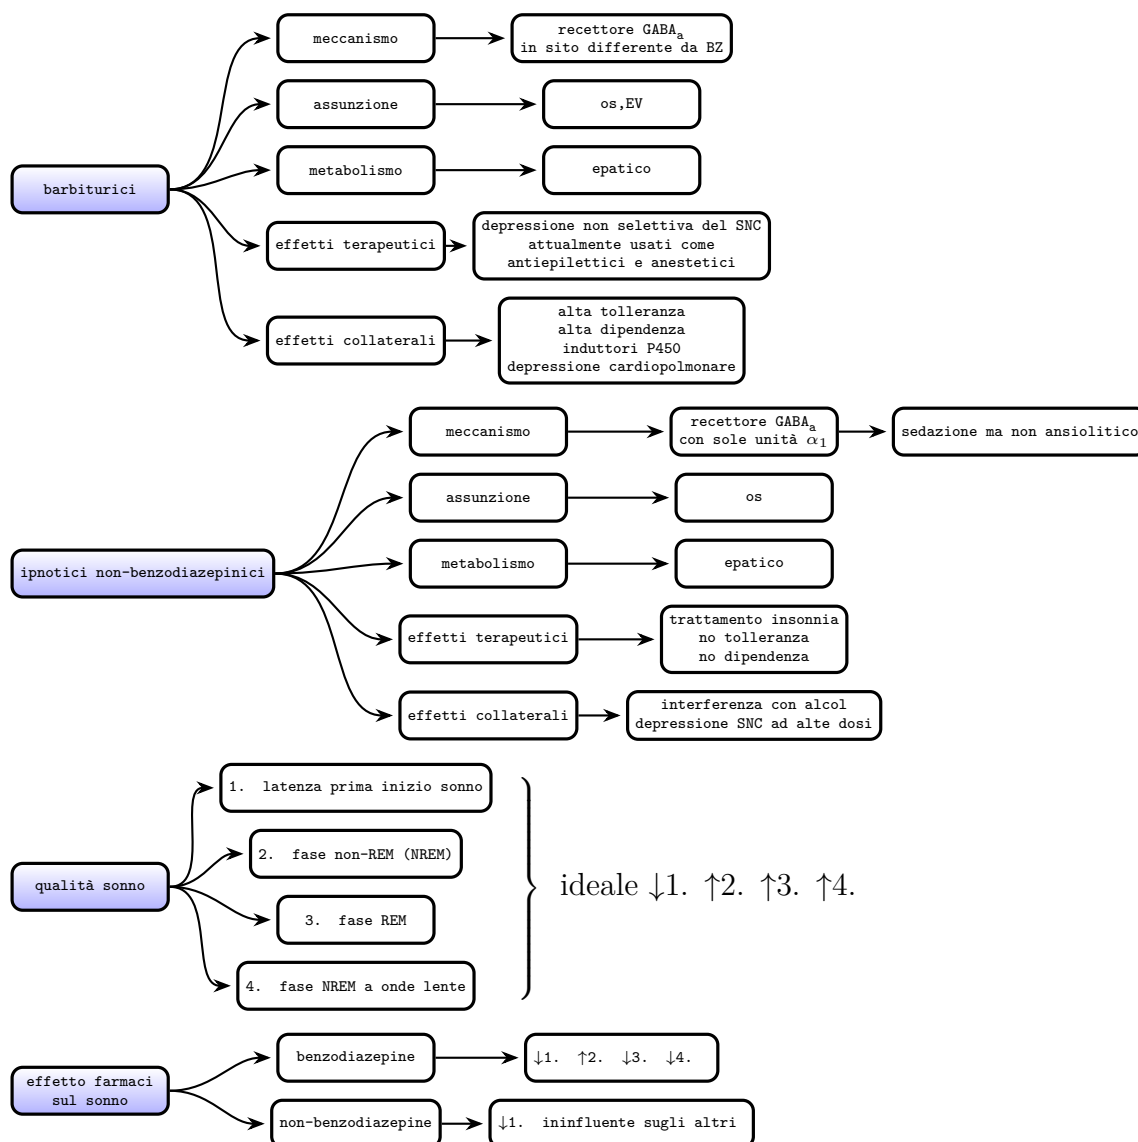 barbiturici
meccanismo
recettore GABAₐ
in sito differente da BZ
assunzione
os,EV
metabolismo
epatico
effetti terapeutici
depressione non selettiva del SNC
attualmente usati come
antiepilettici e anestetici
effetti collaterali
alta tolleranza
alta dipendenza
induttori P450
depressione cardiopolmonare
ipnotici non-benzodiazepinici
meccanismo
recettore GABAₐ
con sole unità α₁
sedazione ma non ansiolitico
assunzione
os
metabolismo
epatico
effetti terapeutici
trattamento insonnia
no tolleranza
no dipendenza
effetti collaterali
interferenza con alcol
depressione SNC ad alte dosi
qualità sonno
1. latenza prima inizio sonno
2. fase non-REM (NREM)
3. fase REM
4. fase NREM a onde lente
ideale ↓1. ↑2. ↑3. ↑4.
effetto farmaci
sul sonno
benzodiazepine
↓1. ↑2. ↓3. ↓4.
non-benzodiazepine
↓1. ininfluente sugli altri